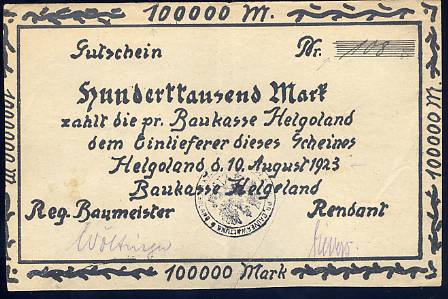 100000 M.
Gutschein Nr. 108
Hunderttausend Mark
zahlt die pr. Baukasse Helgoland
dem Einlieferer dieses Scheines
Helgoland d. 10. August 1923
Baukasse Helgoland
Reg. Baumeister Rendant
100000 Mark
100000 M